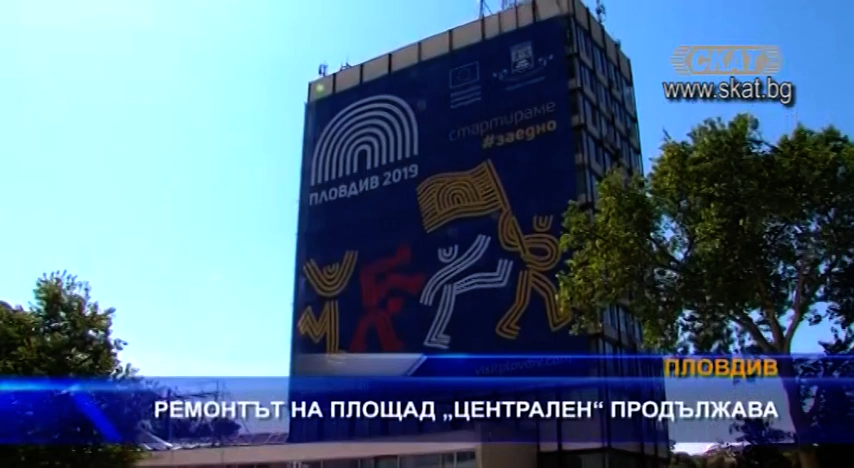 СКАТ
www.skat.bg
стартираме
#заедно
ПЛОВДИВ 2019
ПЛОВДИВ
РЕМОНТЪТ НА ПЛОЩАД „ЦЕНТРАЛЕН“ ПРОДЪЛЖАВА